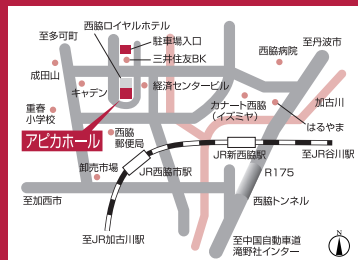 至多可町
西脇ロイヤルホテル
駐車場入口
三井住友BK
西脇病院
至丹波市
成田山
キャデン
経済センタービル
カナート西脇
(イズミヤ)
加古川
重春
小学校
アピカホール
西脇
郵便局
はるやま
卸売市場
JR西脇市駅
JR新西脇駅
至JR谷川駅
R175
至加西市
西脇トンネル
至JR加古川駅
至中国自動車道
滝野社インター